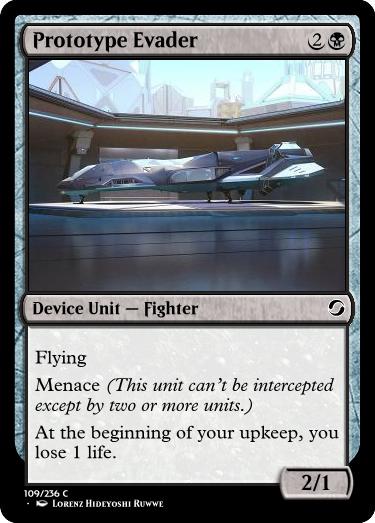 Prototype Evader 2
Device Unit — Fighter
Flying
Menace (This unit can't be intercepted
except by two or more units.)
At the beginning of your upkeep, you
lose 1 life.
2/1
109/236 C
· Lorenz Hideyoshi Ruwwe